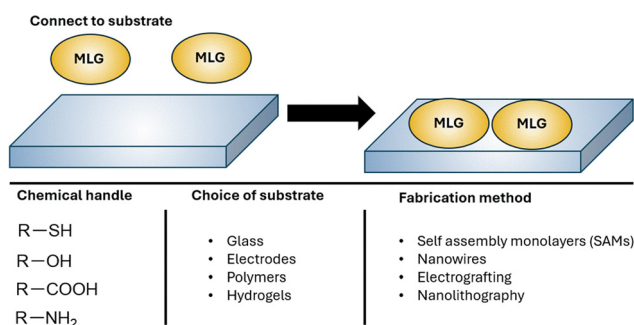 Connect to substrate
MLG
MLG
MLG
MLG
Chemical handle
R—SH
R—OH
R—COOH
R—NH₂
Choice of substrate
• Glass
• Electrodes
• Polymers
• Hydrogels
Fabrication method
• Self assembly monolayers (SAMs)
• Nanowires
• Electrografting
• Nanolithography